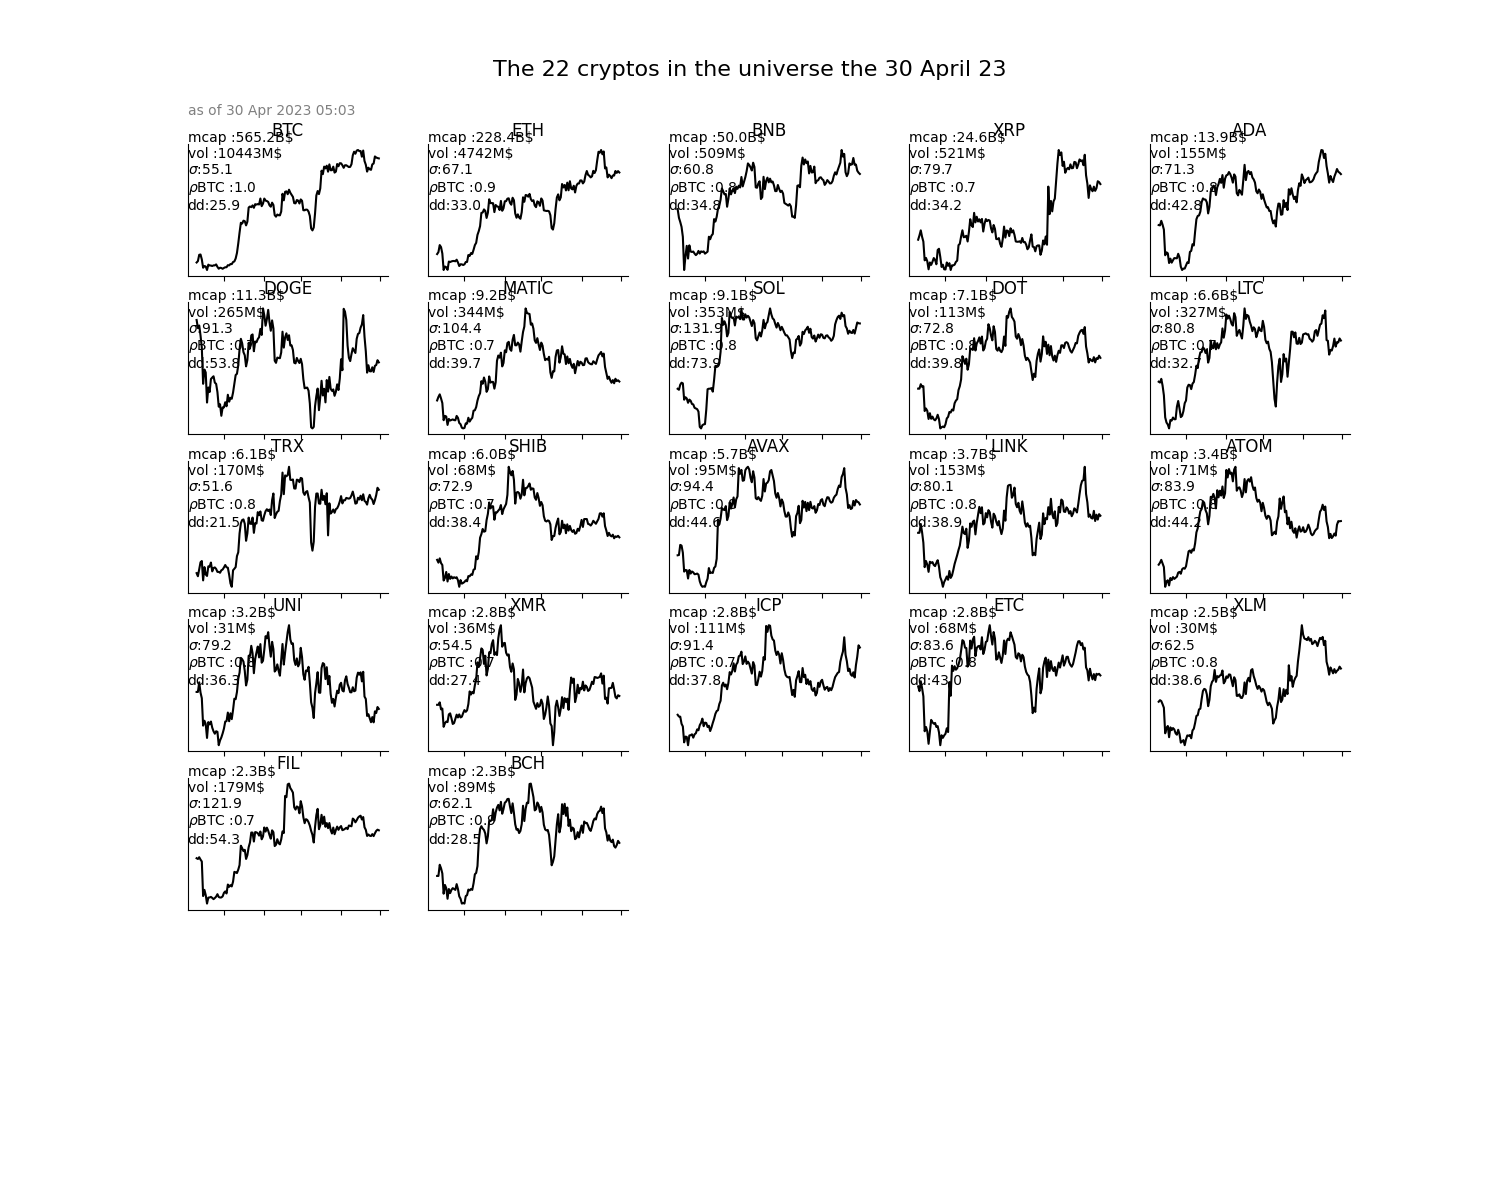 The 22 cryptos in the universe the 30 April 23
as of 30 Apr 2023 05:03
BTC
mcap :565.2B$
vol :10443M$
σ:55.1
ρBTC :1.0
dd:25.9
ETH
mcap :228.4B$
vol :4742M$
σ:67.1
ρBTC :0.9
dd:33.0
BNB
mcap :50.0B$
vol :509M$
σ:60.8
ρBTC :0.8
dd:34.8
XRP
mcap :24.6B$
vol :521M$
σ:79.7
ρBTC :0.7
dd:34.2
ADA
mcap :13.9B$
vol :155M$
σ:71.3
ρBTC :0.8
dd:42.8
DOGE
mcap :11.3B$
vol :265M$
σ:91.3
ρBTC
dd:53.8
MATIC
mcap :9.2B$
vol :344M$
σ:104.4
ρBTC :0.7
dd:39.7
SOL
mcap :9.1B$
vol :353M$
σ:131.9
ρBTC :0.8
dd:73.9
DOT
mcap :7.1B$
vol :113M$
σ:72.8
ρBTC :0.8
dd:39.8
LTC
mcap :6.6B$
vol :327M$
σ:80.8
ρBTC
dd:32.7
TRX
mcap :6.1B$
vol :170M$
σ:51.6
ρBTC :0.8
dd:21.5
SHIB
mcap :6.0B$
vol :68M$
σ:72.9
ρBTC :0.7
dd:38.4
AVAX
mcap :5.7B$
vol :95M$
σ:94.4
ρBTC
dd:44.6
LINK
mcap :3.7B$
vol :153M$
σ:80.1
ρBTC :0.8
dd:38.9
ATOM
mcap :3.4B$
vol :71M$
σ:83.9
ρBTC :0.8
dd:44.2
UNI
mcap :3.2B$
vol :31M$
σ:79.2
ρBTC
dd:36.3
XMR
mcap :2.8B$
vol :36M$
σ:54.5
ρBTC :0.7
dd:27.4
ICP
mcap :2.8B$
vol :111M$
σ:91.4
ρBTC :0.7
dd:37.8
ETC
mcap :2.8B$
vol :68M$
σ:83.6
ρBTC :0.8
dd:43.0
XLM
mcap :2.5B$
vol :30M$
σ:62.5
ρBTC :0.8
dd:38.6
FIL
mcap :2.3B$
vol :179M$
σ:121.9
ρBTC :0.7
dd:54.3
BCH
mcap :2.3B$
vol :89M$
σ:62.1
ρBTC
dd:28.5